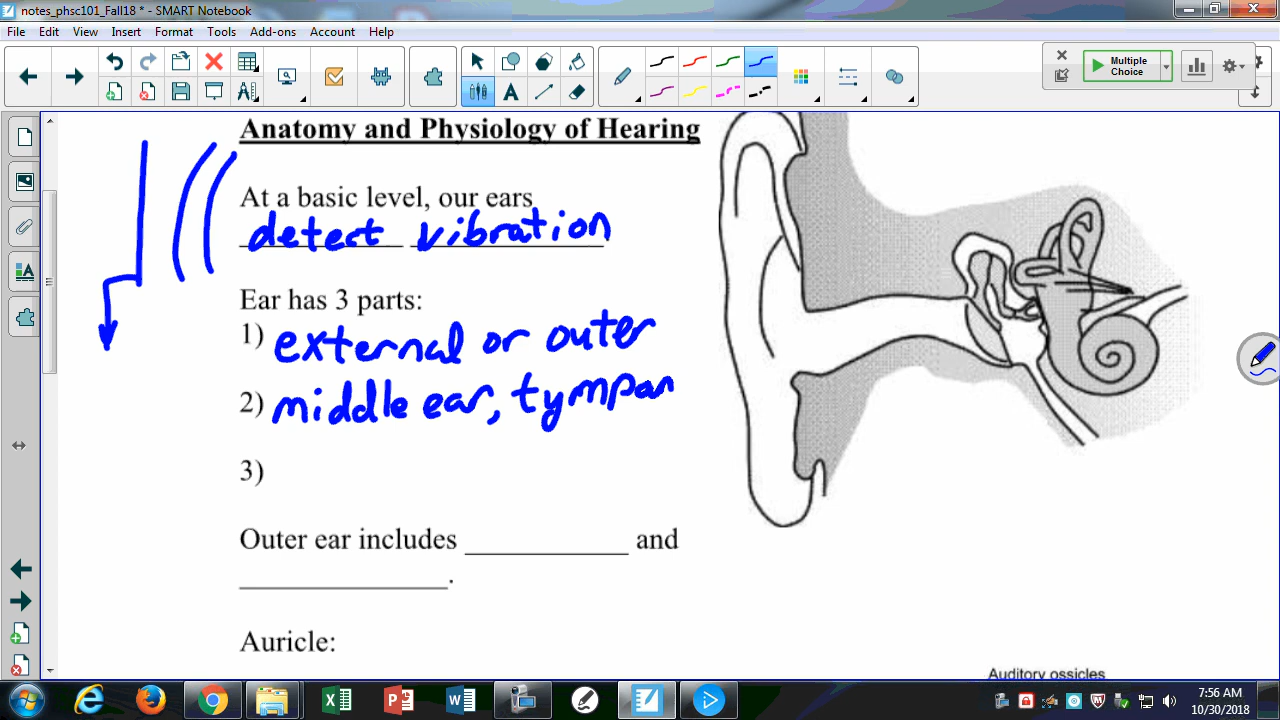 notes_phsc101_Fall18 * - SMART Notebook
File Edit View Insert Format Tools Add-ons Account Help
Multiple
Choice
Anatomy and Physiology of Hearing
At a basic level, our ears
detect vibration
Ear has 3 parts:
1) external or outer
2) middle ear, tympan
3)
Outer ear includes ____________ and
_______________.
Auricle:
Auditory ossicles
7:56 AM
10/30/2018